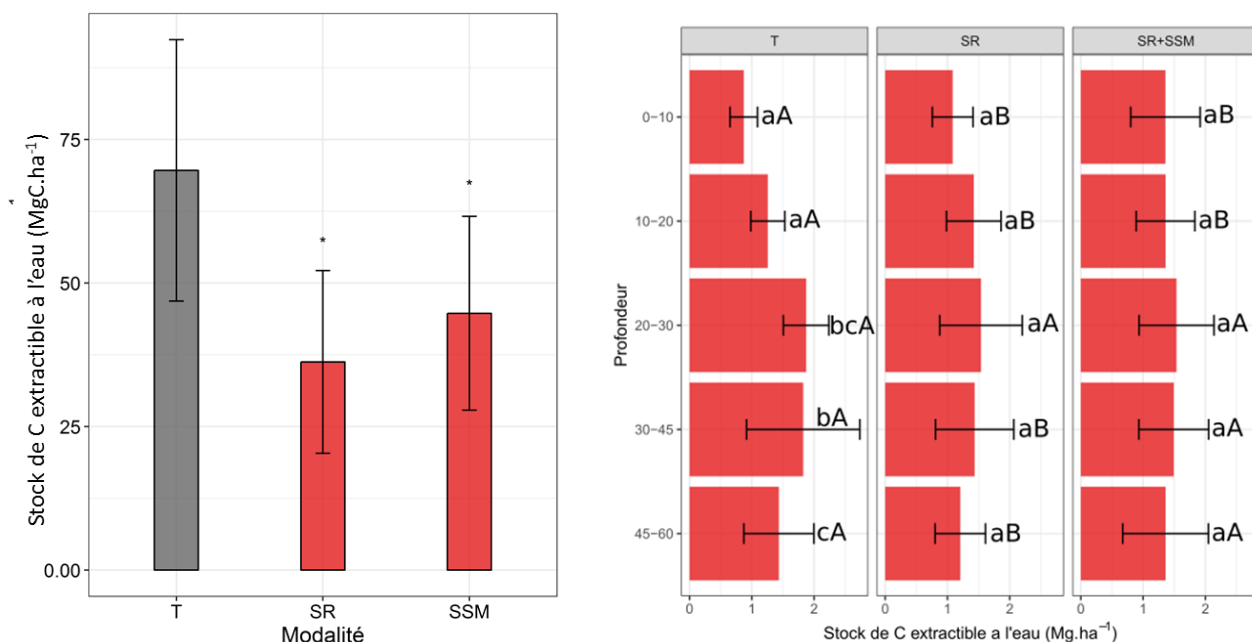 75
50
25
0.00
Stock de C extractible à l'eau (MgC.ha⁻¹)
T SR SSM
* *
Modalité
T SR SR+SSM
0−10 aA aB aB
10−20 aA aB aB
20−30 bcA aA aA
30−45 bA aB aA
45−60 cA aB aA
Profondeur
0 1 2 0 1 2 0 1 2
Stock de C extractible a l'eau (Mg.ha⁻¹)